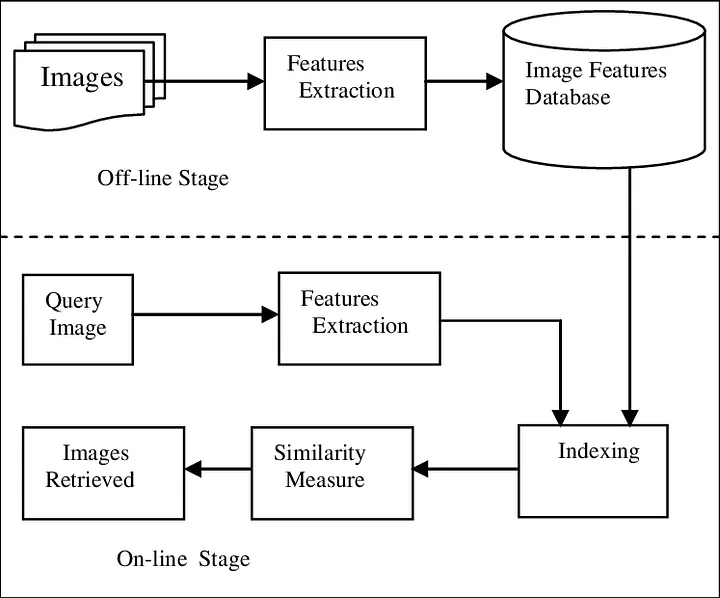 Images
Features
Extraction
Image Features
Database
Off-line Stage
Query
Image
Features
Extraction
Images
Retrieved
Similarity
Measure
Indexing
On-line Stage